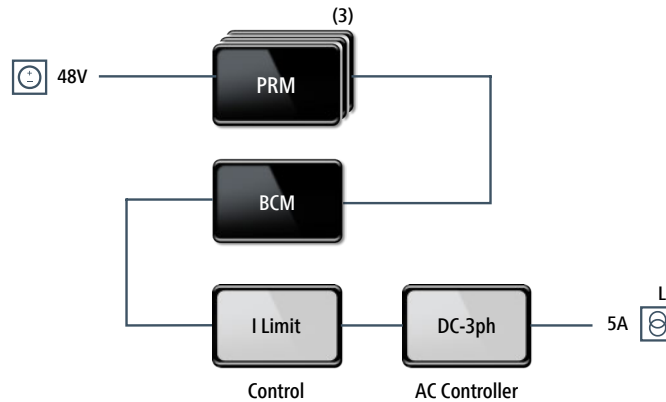 (3)
48V
PRM
BCM
I Limit
DC-3ph
5A
L
Control
AC Controller